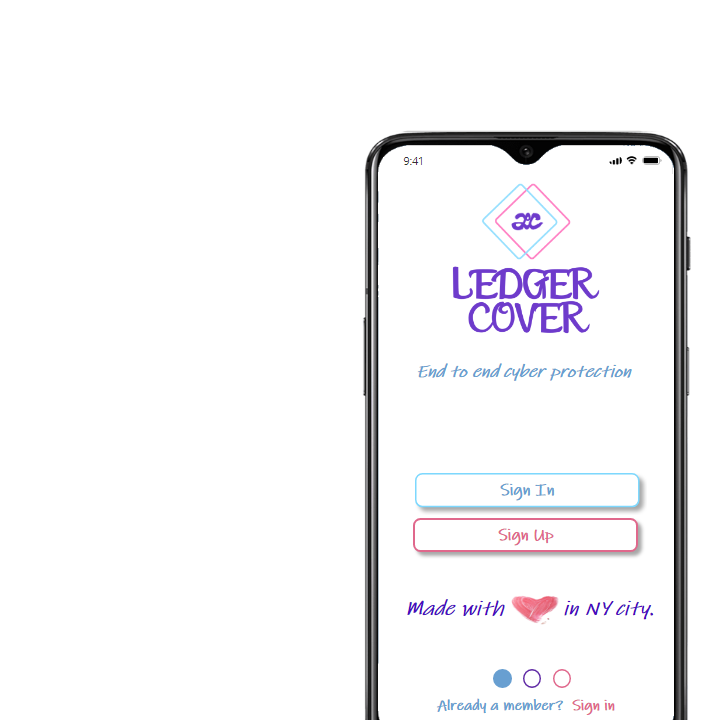 9:41
LEDGER
COVER
End to end cyber protection
Sign In
Sign Up
Made with in NY city.
Already a member? Sign in